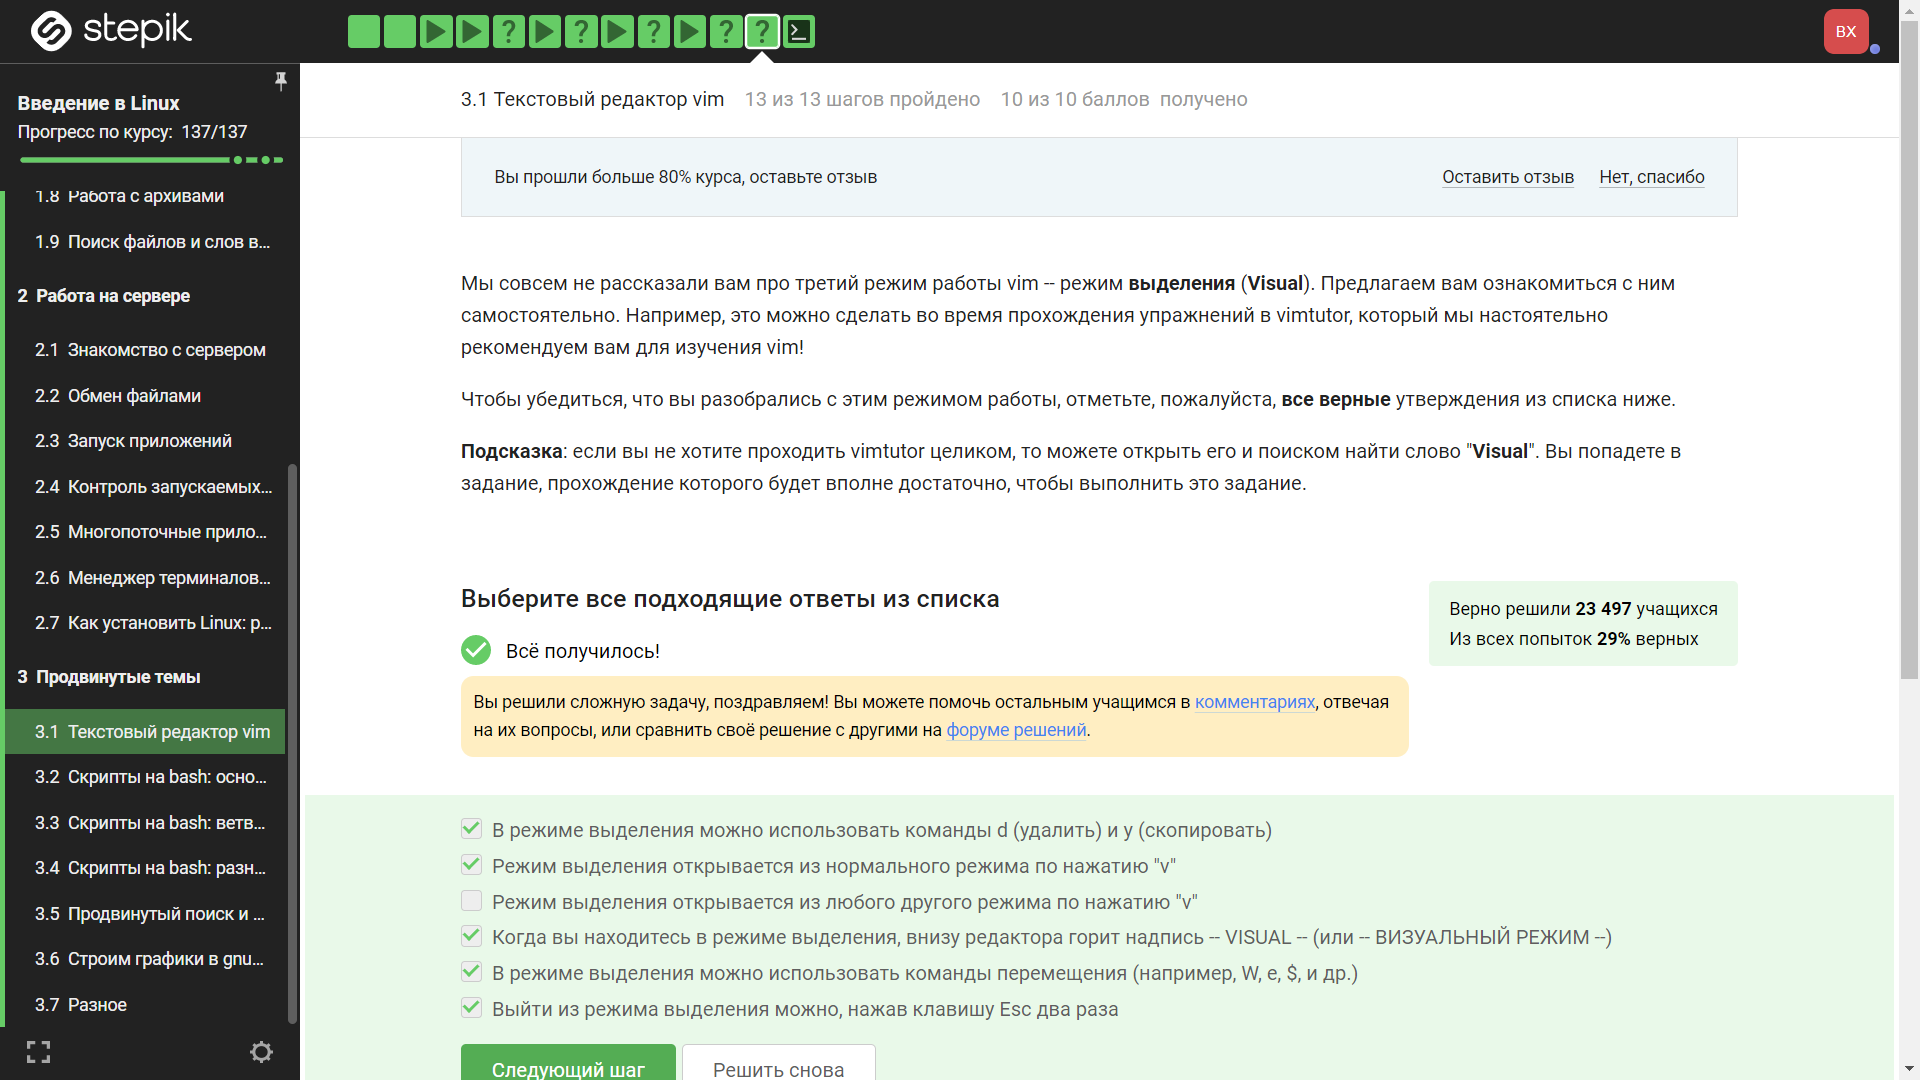 stepik
ВХ
Введение в Linux
Прогресс по курсу: 137/137
1.8 Работа с архивами
1.9 Поиск файлов и слов в...
2 Работа на сервере
2.1 Знакомство с сервером
2.2 Обмен файлами
2.3 Запуск приложений
2.4 Контроль запускаемых...
2.5 Многопоточные прило...
2.6 Менеджер терминалов...
2.7 Как установить Linux: р...
3 Продвинутые темы
3.1 Текстовый редактор vim
3.2 Скрипты на bash: осно...
3.3 Скрипты на bash: ветв...
3.4 Скрипты на bash: разн...
3.5 Продвинутый поиск и ...
3.6 Строим графики в gnu...
3.7 Разное
3.1 Текстовый редактор vim 13 из 13 шагов пройдено 10 из 10 баллов получено
Вы прошли больше 80% курса, оставьте отзыв Оставить отзыв Нет, спасибо
Мы совсем не рассказали вам про третий режим работы vim -- режим выделения (Visual). Предлагаем вам ознакомиться с ним
самостоятельно. Например, это можно сделать во время прохождения упражнений в vimtutor, который мы настоятельно
рекомендуем вам для изучения vim!
Чтобы убедиться, что вы разобрались с этим режимом работы, отметьте, пожалуйста, все верные утверждения из списка ниже.
Подсказка: если вы не хотите проходить vimtutor целиком, то можете открыть его и поиском найти слово "Visual". Вы попадете в
задание, прохождение которого будет вполне достаточно, чтобы выполнить это задание.
Выберите все подходящие ответы из списка
Верно решили 23 497 учащихся
Из всех попыток 29% верных
Всё получилось!
Вы решили сложную задачу, поздравляем! Вы можете помочь остальным учащимся в комментариях, отвечая
на их вопросы, или сравнить своё решение с другими на форуме решений.
В режиме выделения можно использовать команды d (удалить) и y (скопировать)
Режим выделения открывается из нормального режима по нажатию "v"
Режим выделения открывается из любого другого режима по нажатию "v"
Когда вы находитесь в режиме выделения, внизу редактора горит надпись -- VISUAL -- (или -- ВИЗУАЛЬНЫЙ РЕЖИМ --)
В режиме выделения можно использовать команды перемещения (например, W, e, $, и др.)
Выйти из режима выделения можно, нажав клавишу Esc два раза
Следующий шаг Решить снова